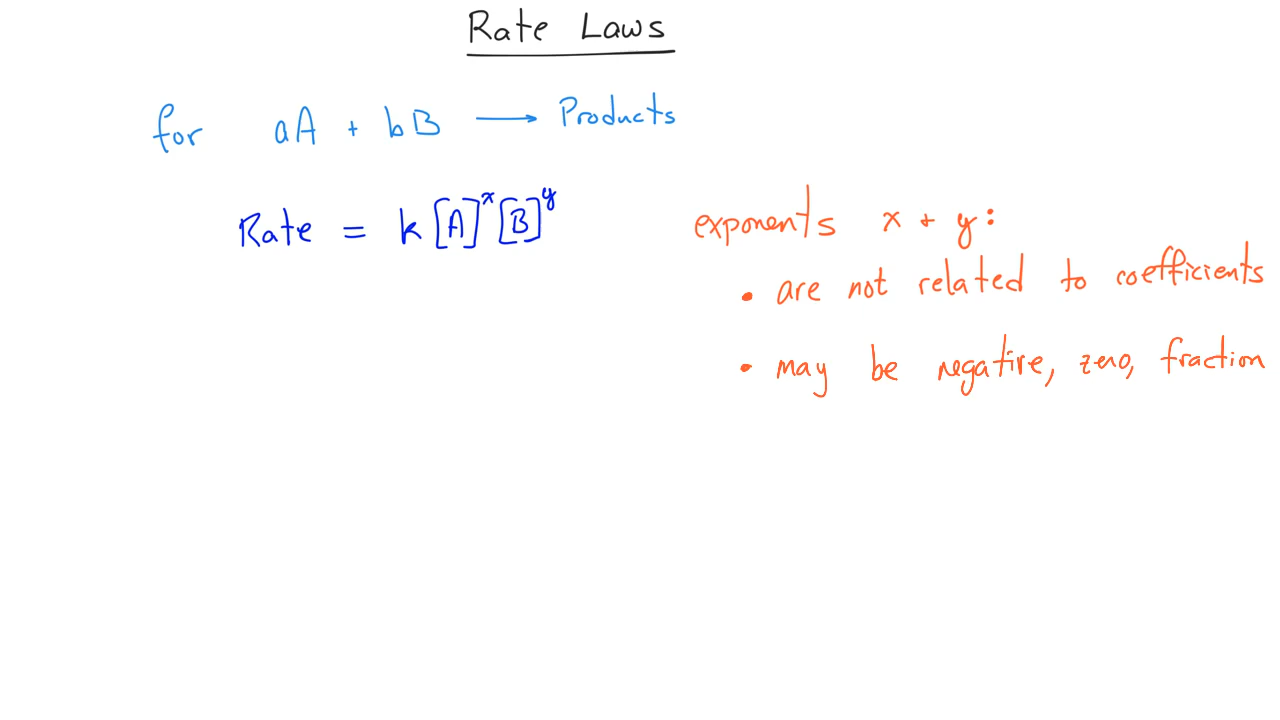 Rate Laws
for aA + bB → Products
Rate = k[A]^x[B]^y
exponents x + y:
• are not related to coefficients
• may be negative, zero, fraction